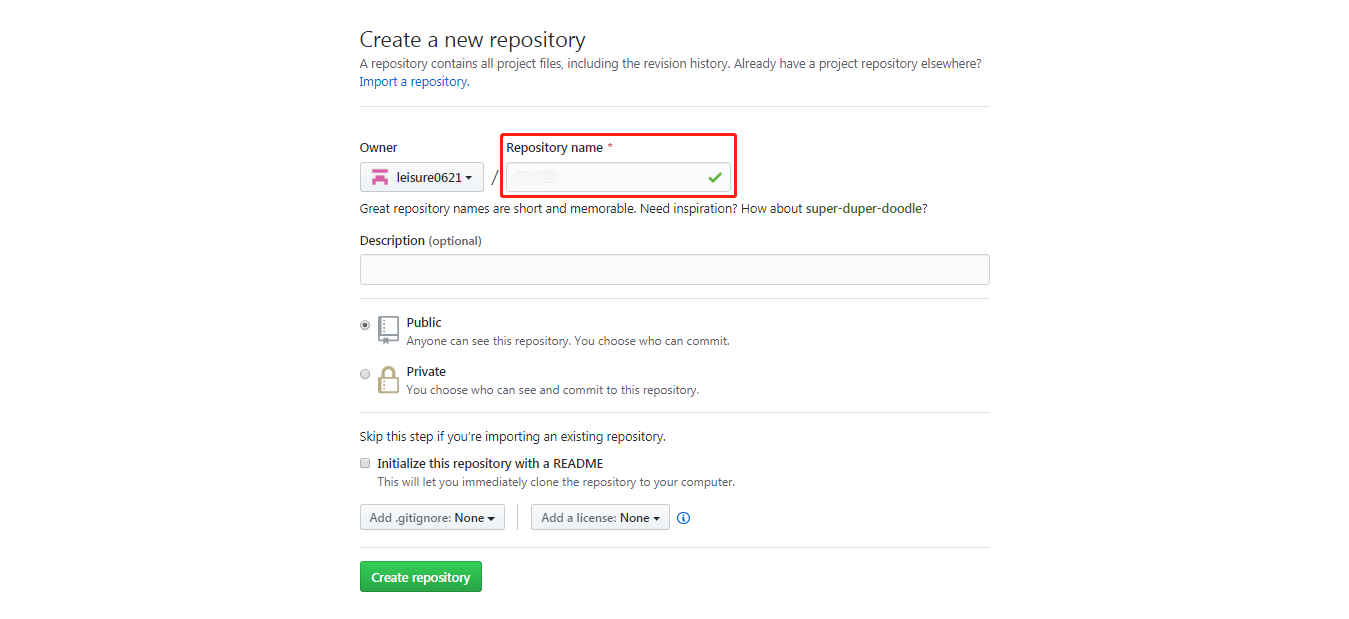 Create a new repository
A repository contains all project files, including the revision history. Already have a project repository elsewhere?
Import a repository.
Owner
Repository name *
leisure0621
/
Great repository names are short and memorable. Need inspiration? How about super-duper-doodle?
Description (optional)
Public
Anyone can see this repository. You choose who can commit.
Private
You choose who can see and commit to this repository.
Skip this step if you're importing an existing repository.
Initialize this repository with a README
This will let you immediately clone the repository to your computer.
Add .gitignore: None
Add a license: None
Create repository